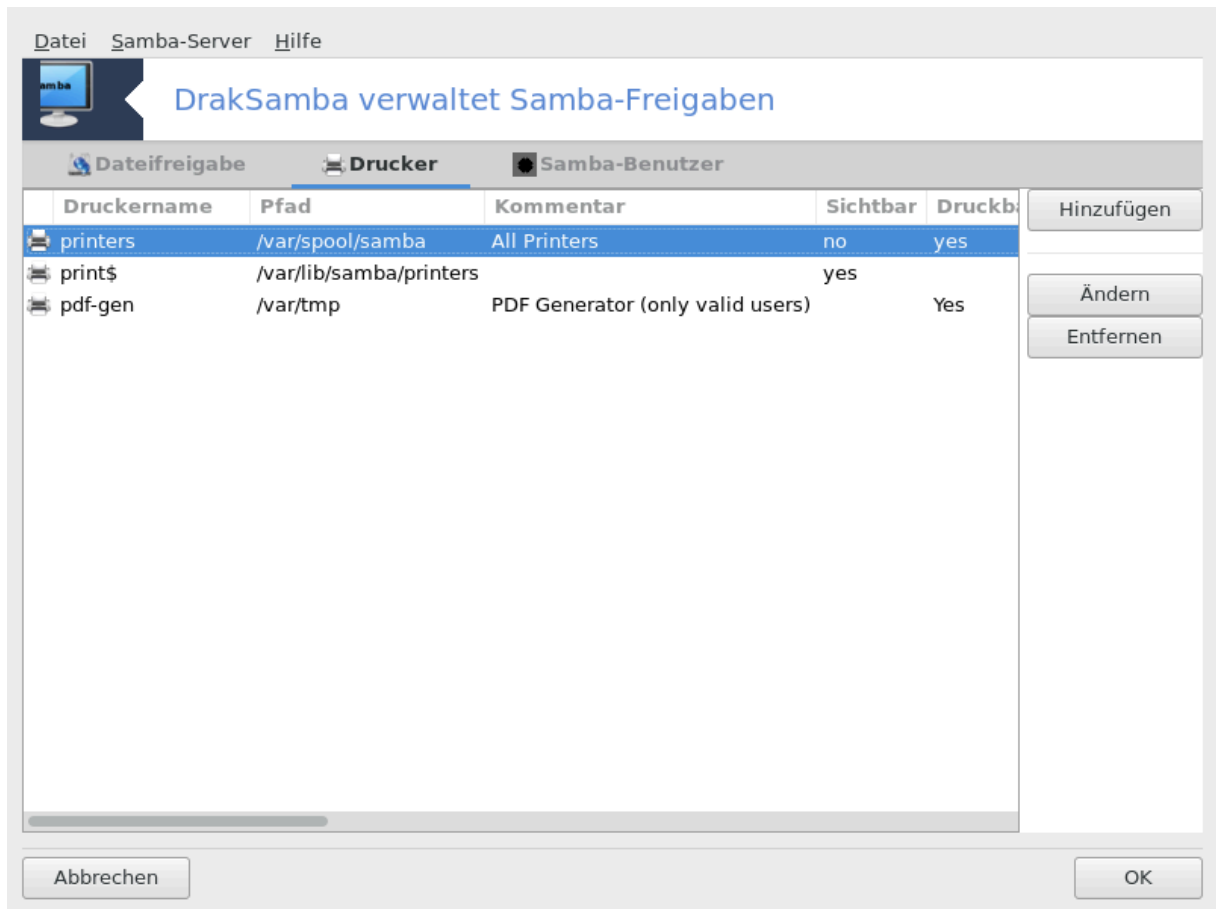 Datei Samba-Server Hilfe
amba
DrakSamba verwaltet Samba-Freigaben
Dateifreigabe Drucker Samba-Benutzer
Druckername Pfad Kommentar Sichtbar Druckba
Hinzufügen
printers /var/spool/samba All Printers no yes
print$ /var/lib/samba/printers yes
pdf-gen /var/tmp PDF Generator (only valid users) Yes
Ändern
Entfernen
Abbrechen OK